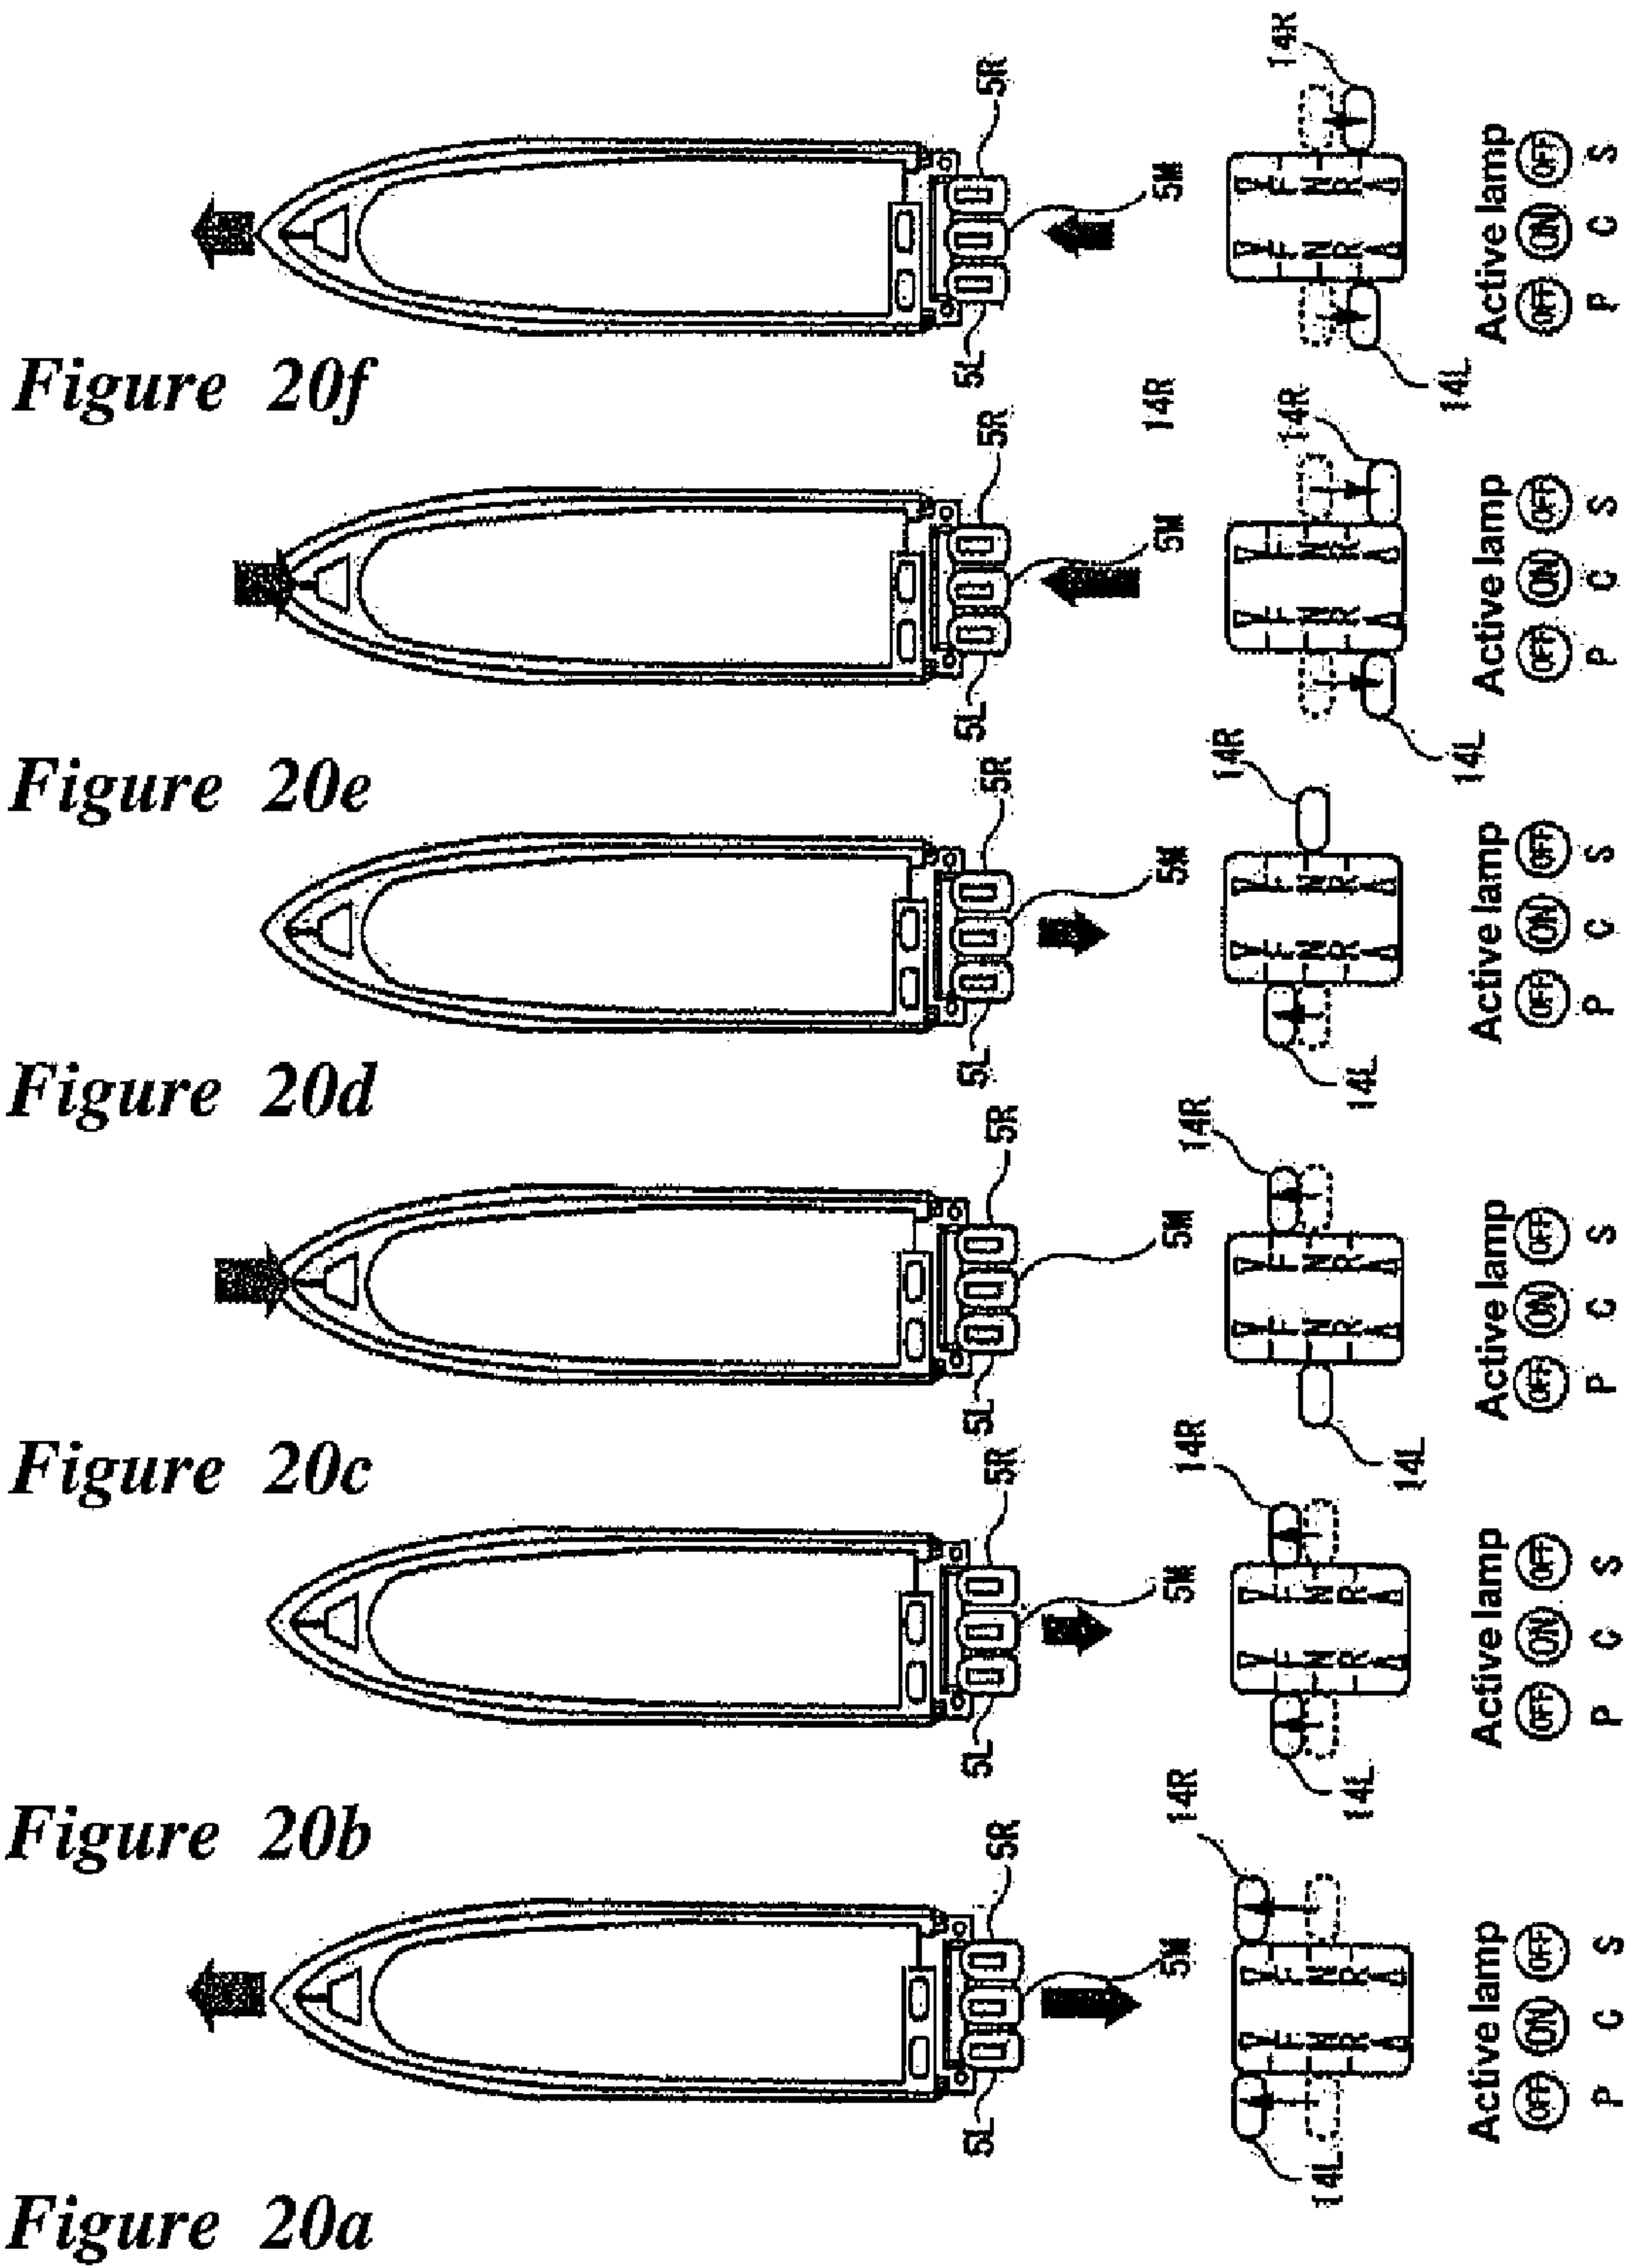 Figure 20f
5R
5L
5M
14R
14L
F F
N N
R R
Active lamp
OFF ON OFF
P C S
Figure 20e
5R
5L
5M
14R
14R
14L
F F
N N
R R
Active lamp
OFF ON OFF
P C S
Figure 20d
5R
5L
5M
14R
14L
F F
N N
R R
Active lamp
OFF ON OFF
P C S
Figure 20c
5R
5L
5M
14R
14L
F F
N N
R R
Active lamp
OFF ON OFF
P C S
Figure 20b
5R
5L
5M
14R
14L
F F
N N
R R
Active lamp
OFF ON OFF
P C S
Figure 20a
5R
5L
5M
14R
14L
F F
N N
R R
Active lamp
OFF ON OFF
P C S